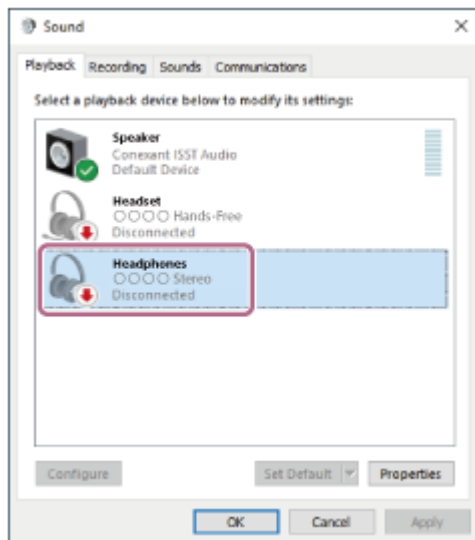 Sound
Playback Recording Sounds Communications
Select a playback device below to modify its settings:
Speaker
Conexant ISST Audio
Default Device
Headset
○○○○ Hands-Free
Disconnected
Headphones
○○○○ Stereo
Disconnected
Configure Set Default Properties
OK Cancel Apply